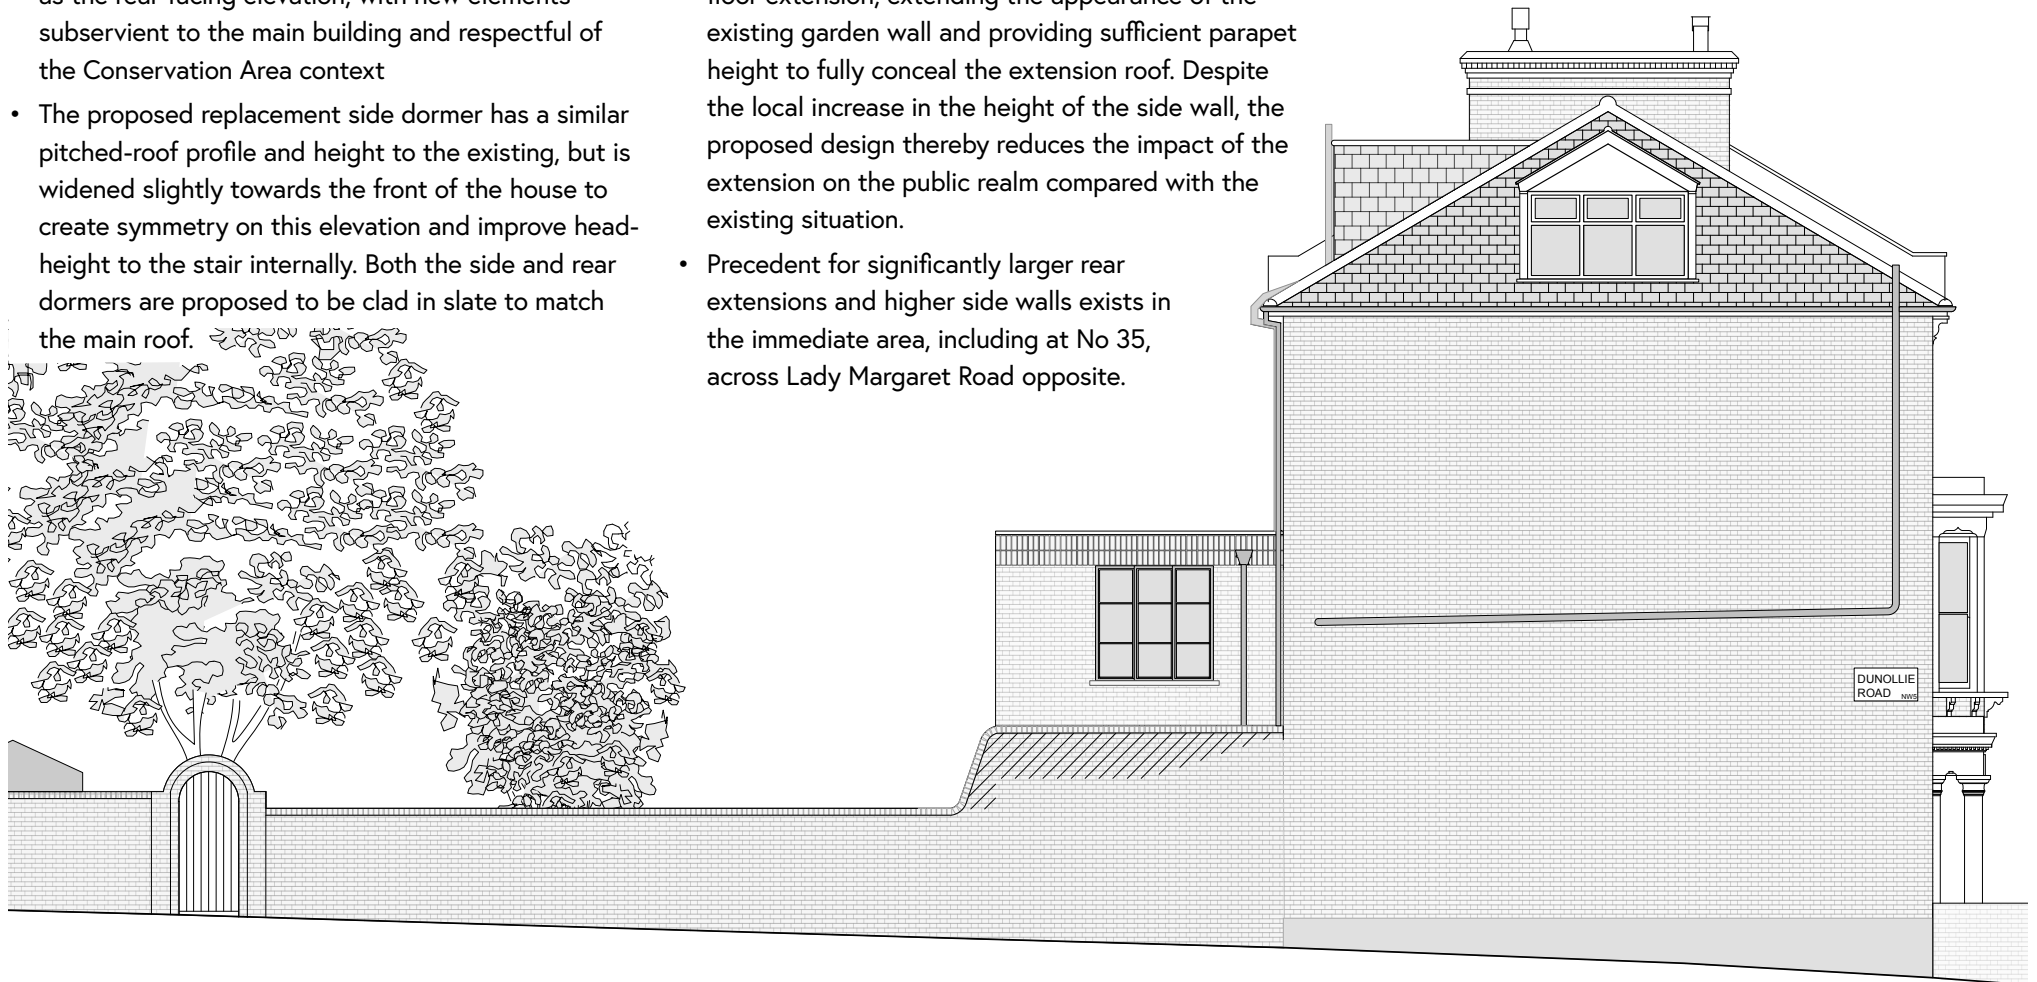 as the rear-facing elevation, with new elements
subservient to the main building and respectful of
the Conservation Area context
• The proposed replacement side dormer has a similar
pitched-roof profile and height to the existing, but is
widened slightly towards the front of the house to
create symmetry on this elevation and improve head-
height to the stair internally. Both the side and rear
dormers are proposed to be clad in slate to match
the main roof.
floor extension, extending the appearance of the
existing garden wall and providing sufficient parapet
height to fully conceal the extension roof. Despite
the local increase in the height of the side wall, the
proposed design thereby reduces the impact of the
extension on the public realm compared with the
existing situation.
• Precedent for significantly larger rear
extensions and higher side walls exists in
the immediate area, including at No 35,
across Lady Margaret Road opposite.
DUNOLLIE
ROAD NW5